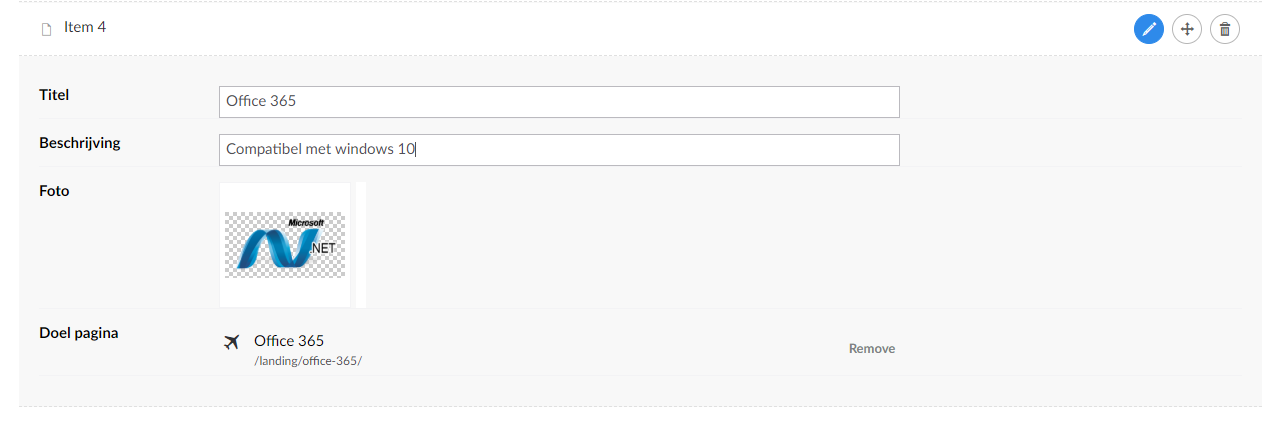 Item 4
Titel
Office 365
Beschrijving
Compatibel met windows 10
Foto
Microsoft
.NET
Doel pagina
Office 365
/landing/office-365/
Remove